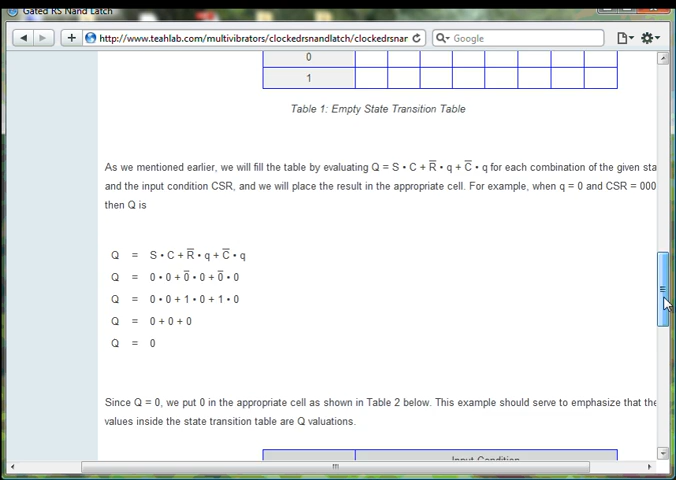 Gated RS Nand Latch
http://www.teahlab.com/multivibrators/clockedrsnandlatch/clockedrsnar
Google
0
1
Table 1: Empty State Transition Table
As we mentioned earlier, we will fill the table by evaluating Q = S • C + R̅ • q + C̅ • q for each combination of the given sta
and the input condition CSR, and we will place the result in the appropriate cell. For example, when q = 0 and CSR = 000
then Q is
Q = S • C + R̅ • q + C̅ • q
Q = 0 • 0 + 0̅ • 0 + 0̅ • 0
Q = 0 • 0 + 1 • 0 + 1 • 0
Q = 0 + 0 + 0
Q = 0
Since Q = 0, we put 0 in the appropriate cell as shown in Table 2 below. This example should serve to emphasize that the
values inside the state transition table are Q valuations.
Input Condition